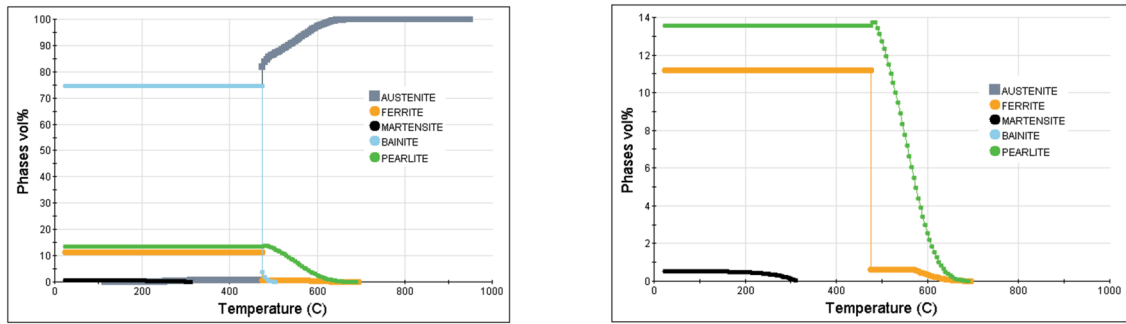 100
90
80
70
60
50
40
30
20
10
0
Phases vol%
AUSTENITE
FERRITE
MARTENSITE
BAINITE
PEARLITE
0 200 400 600 800 1000
Temperature (C)
14
12
10
8
6
4
2
0
Phases vol%
AUSTENITE
FERRITE
MARTENSITE
BAINITE
PEARLITE
0 200 400 600 800 1000
Temperature (C)